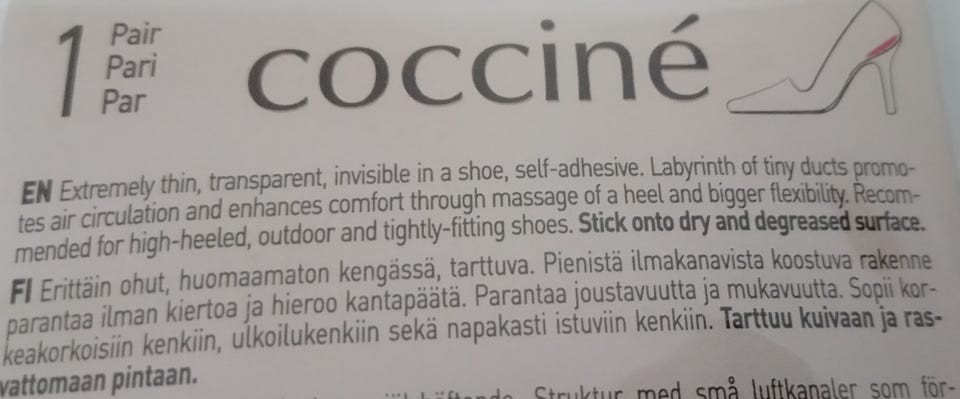 1 Pair
Pari
Par
cocciné
EN Extremely thin, transparent, invisible in a shoe, self-adhesive. Labyrinth of tiny ducts promo-
tes air circulation and enhances comfort through massage of a heel and bigger flexibility. Recom-
mended for high-heeled, outdoor and tightly-fitting shoes. Stick onto dry and degreased surface.
FI Erittäin ohut, huomaamaton kengässä, tarttuva. Pienistä ilmakanavista koostuva rakenne
parantaa ilman kiertoa ja hieroo kantapäätä. Parantaa joustavuutta ja mukavuutta. Sopii kor-
keakorkoisiin kenkiin, ulkoilukenkiin sekä napakasti istuviin kenkiin. Tarttuu kuivaan ja ras-
vattomaan pintaan.
Struktur med små luftkanaler som för-